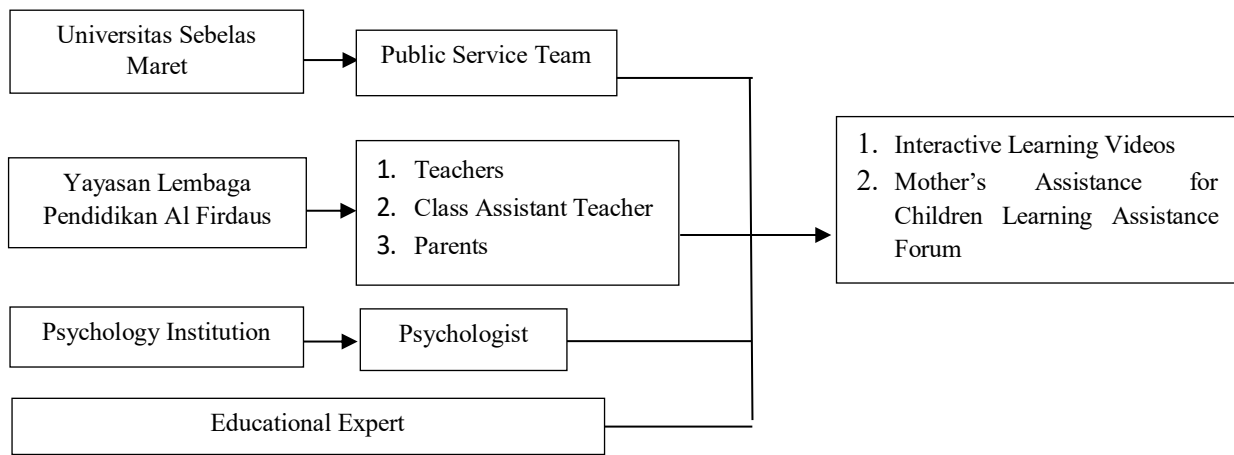 Universitas Sebelas
Maret
Public Service Team
Yayasan Lembaga
Pendidikan Al Firdaus
1. Teachers
2. Class Assistant Teacher
3. Parents
Psychology Institution
Psychologist
Educational Expert
1. Interactive Learning Videos
2. Mother’s Assistance for
Children Learning Assistance
Forum